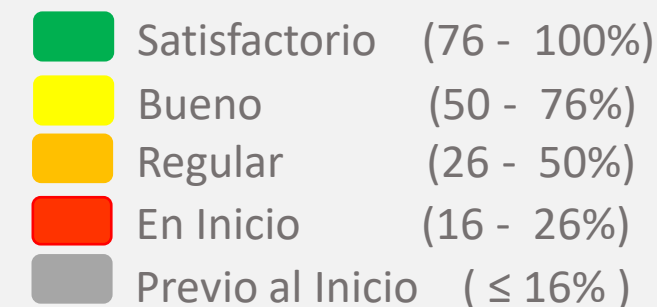 Satisfactorio (76 - 100%)
Bueno (50 - 76%)
Regular (26 - 50%)
En Inicio (16 - 26%)
Previo al Inicio ( ≤ 16% )